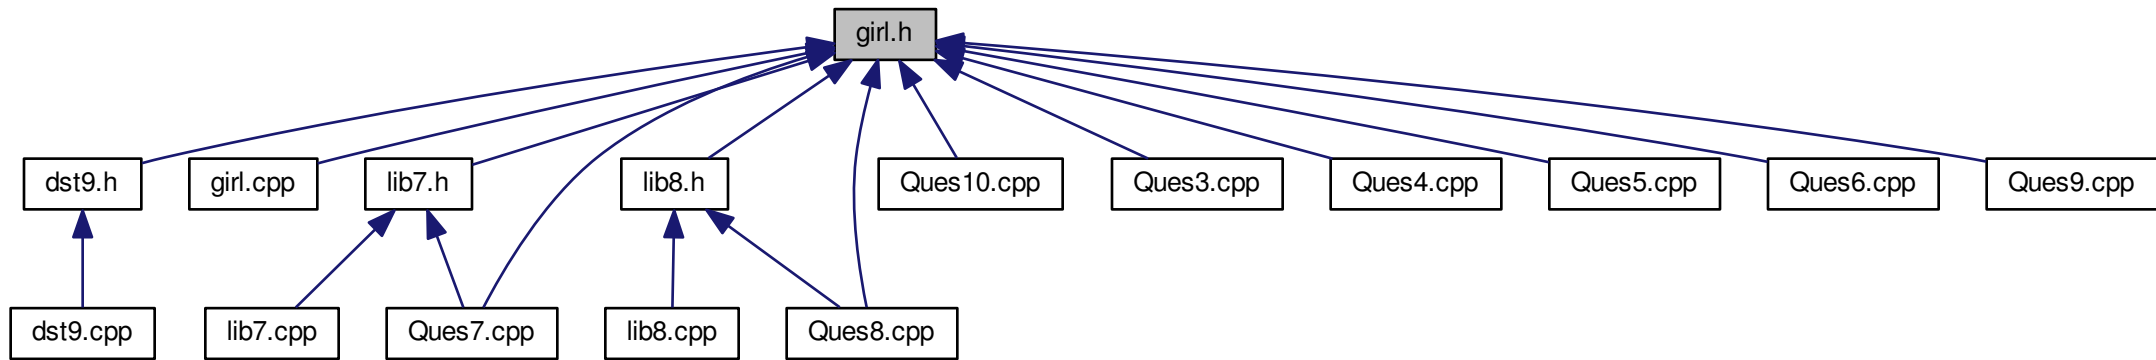 girl.h
dst9.h
girl.cpp
lib7.h
lib8.h
Ques10.cpp
Ques3.cpp
Ques4.cpp
Ques5.cpp
Ques6.cpp
Ques9.cpp
dst9.cpp
lib7.cpp
Ques7.cpp
lib8.cpp
Ques8.cpp